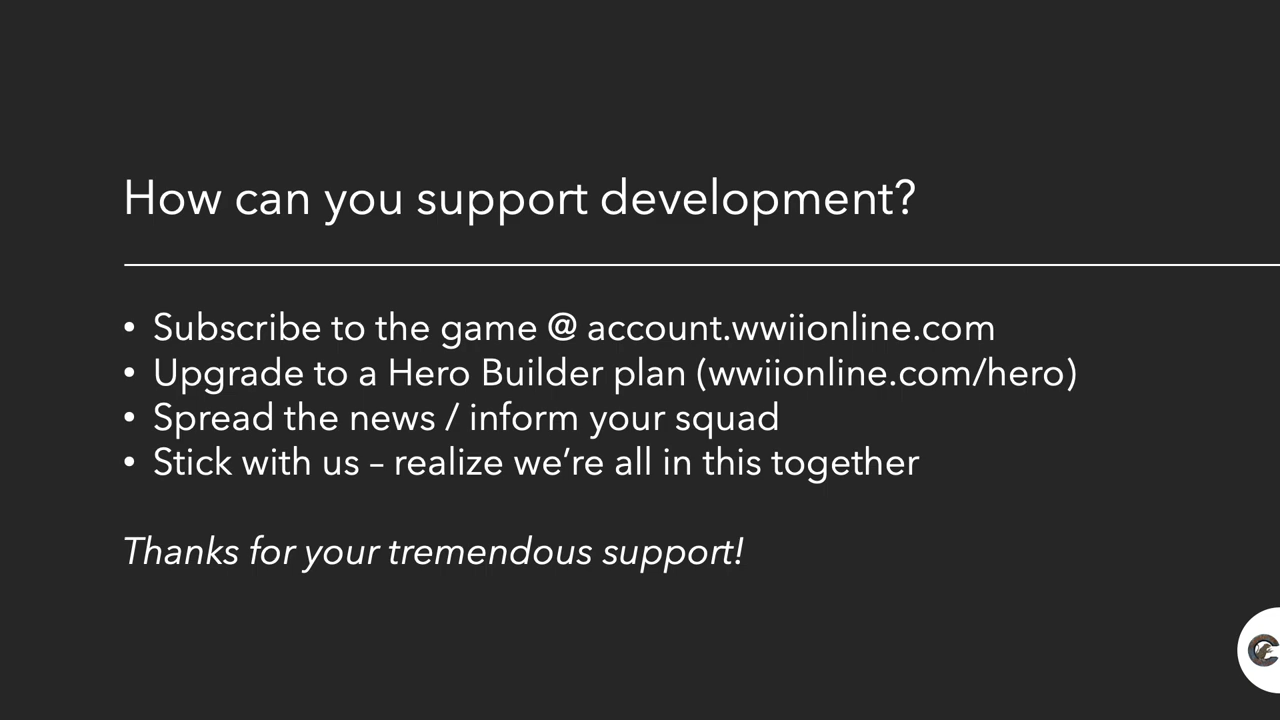 How can you support development?
• Subscribe to the game @ account.wwiionline.com
• Upgrade to a Hero Builder plan (wwiionline.com/hero)
• Spread the news / inform your squad
• Stick with us – realize we’re all in this together
Thanks for your tremendous support!